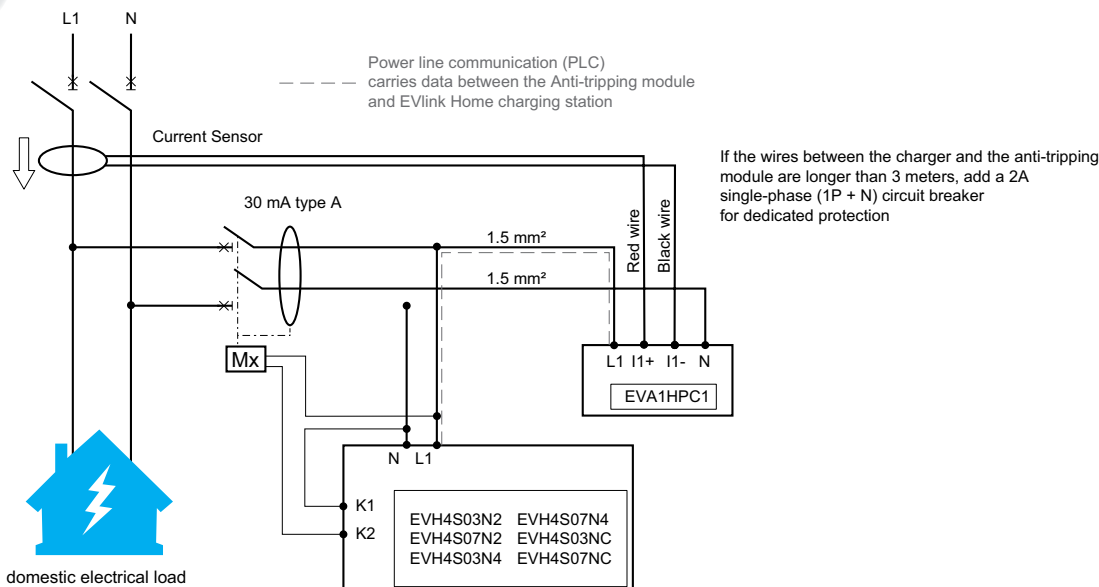 L1 N
Power line communication (PLC)
carries data between the Anti-tripping module
and EVlink Home charging station
Current Sensor
If the wires between the charger and the anti-tripping
module are longer than 3 meters, add a 2A
single-phase (1P + N) circuit breaker
for dedicated protection
30 mA type A
Red wire
Black wire
1.5 mm²
1.5 mm²
Mx
L1 I1+ I1- N
EVA1HPC1
N L1
K1
K2
EVH4S03N2 EVH4S07N4
EVH4S07N2 EVH4S03NC
EVH4S03N4 EVH4S07NC
domestic electrical load